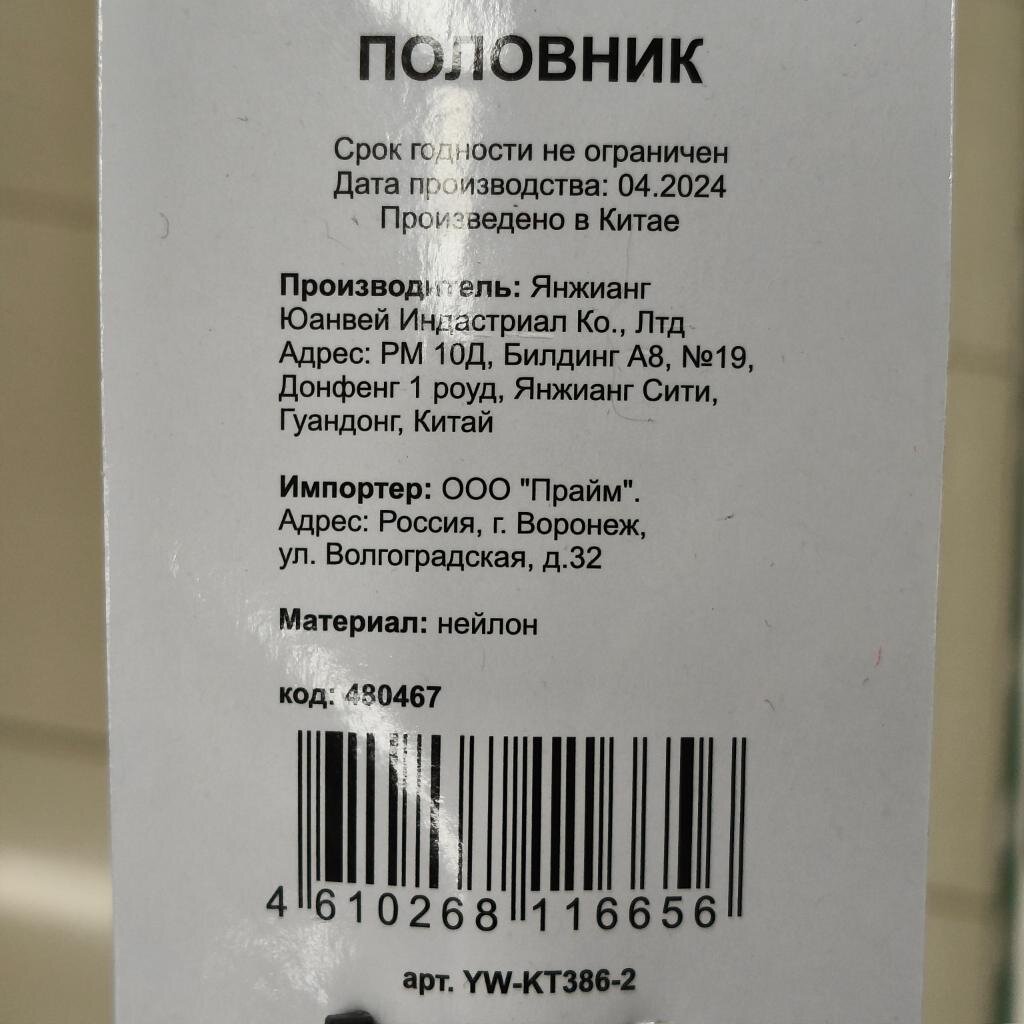 ПОЛОВНИК
Срок годности не ограничен
Дата производства: 04.2024
Произведено в Китае
Производитель: Янжианг
Юанвей Индастриал Ко., Лтд
Адрес: РМ 10Д, Билдинг А8, №19,
Донфенг 1 роуд, Янжианг Сити,
Гуандонг, Китай
Импортер: ООО "Прайм".
Адрес: Россия, г. Воронеж,
ул. Волгоградская, д.32
Материал: нейлон
код: 480467
4 610268 116656
арт. YW-KT386-2